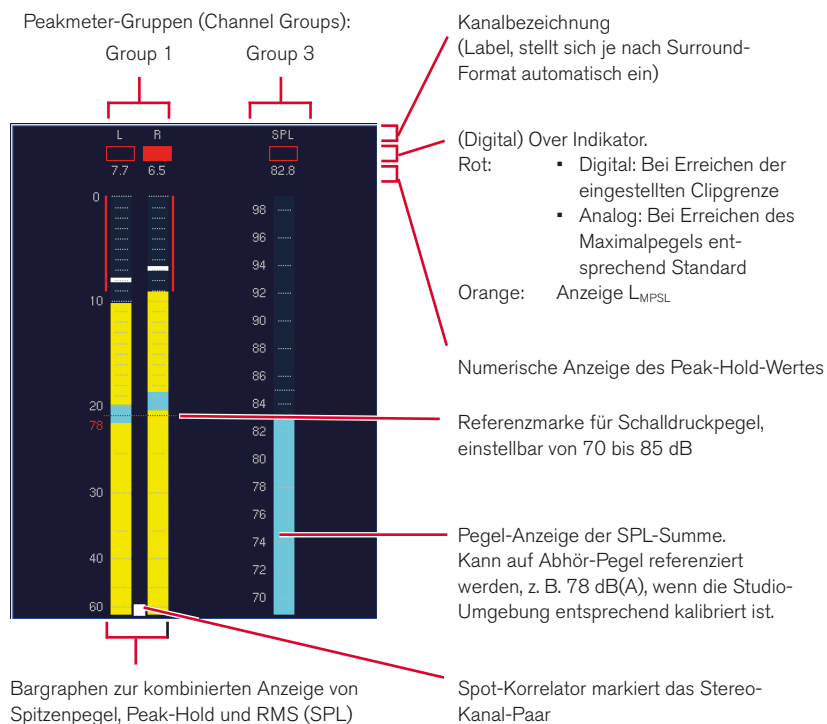 Peakmeter-Gruppen (Channel Groups):
Group 1
Group 3
Kanalbezeichnung
(Label, stellt sich je nach Surround-
Format automatisch ein)
L
R
SPL
7.7
6.5
82.8
(Digital) Over Indikator.
Rot:
▪ Digital: Bei Erreichen der
eingestellten Clipgrenze
▪ Analog: Bei Erreichen des
Maximalpegels ent-
sprechend Standard
Orange: Anzeige LMPSL
Numerische Anzeige des Peak-Hold-Wertes
0
10
20
78
30
40
60
98
96
94
92
90
88
86
84
82
80
78
76
74
72
70
Referenzmarke für Schalldruckpegel,
einstellbar von 70 bis 85 dB
Pegel-Anzeige der SPL-Summe.
Kann auf Abhör-Pegel referenziert
werden, z. B. 78 dB(A), wenn die Studio-
Umgebung entsprechend kalibriert ist.
Bargraphen zur kombinierten Anzeige von
Spitzenpegel, Peak-Hold und RMS (SPL)
Spot-Korrelator markiert das Stereo-
Kanal-Paar